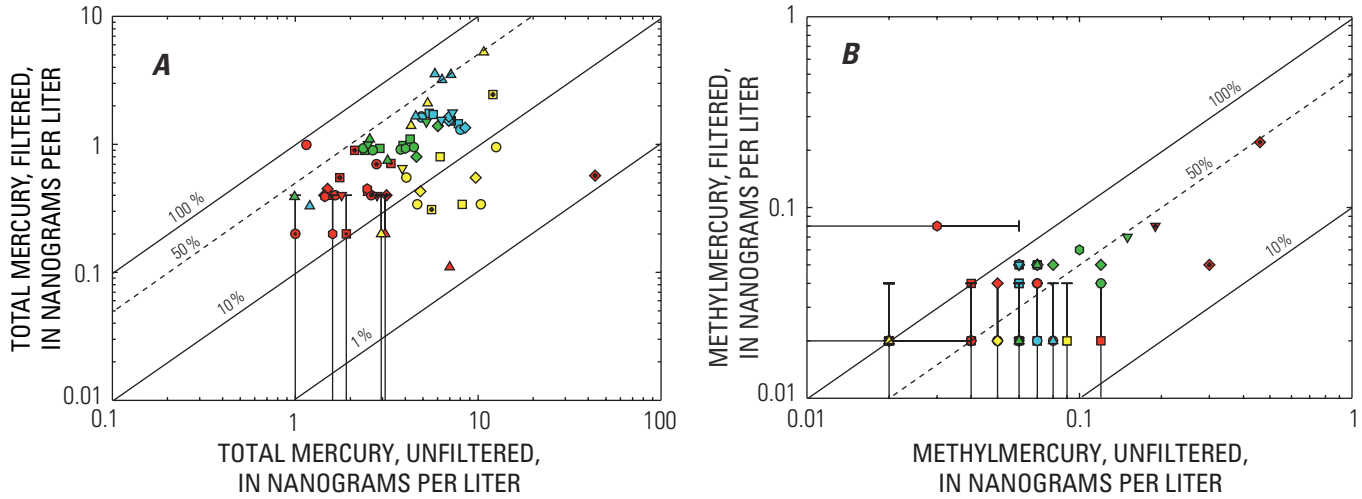 TOTAL MERCURY, FILTERED,
IN NANOGRAMS PER LITER
10
1
0.1
0.01
A
100 %
50 %
10 %
1 %
0.1
1
10
100
TOTAL MERCURY, UNFILTERED,
IN NANOGRAMS PER LITER
METHYLMERCURY, FILTERED,
IN NANOGRAMS PER LITER
1
0.1
0.01
B
100%
50%
10%
0.01
0.1
1
METHYLMERCURY, UNFILTERED,
IN NANOGRAMS PER LITER